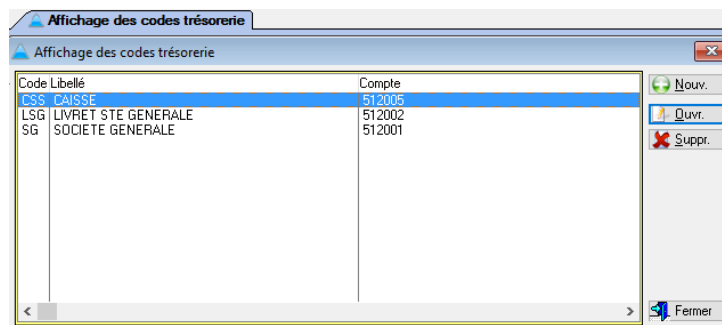 Affichage des codes trésorerie
Affichage des codes trésorerie
Code Libellé Compte
CSS CAISSE 512005
LSG LIVRET STE GENERALE 512002
SG SOCIETE GENERALE 512001
Nouv.
Ouvr.
Suppr.
Fermer